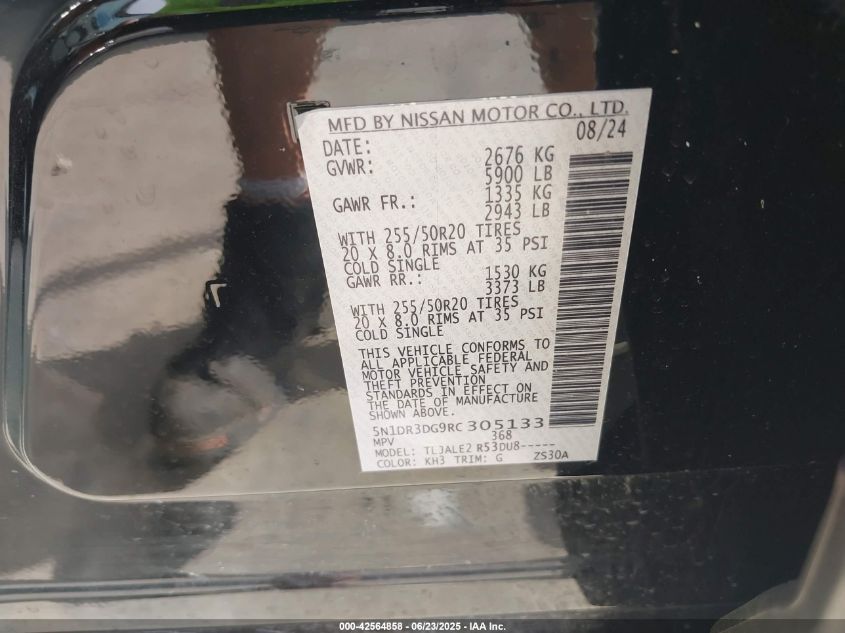 MFD BY NISSAN MOTOR CO., LTD.
DATE: 08/24
GVWR: 2676 KG
5900 LB
GAWR FR.: 1335 KG
2943 LB
WITH 255/50R20 TIRES
20 X 8.0 RIMS AT 35 PSI
COLD SINGLE
GAWR RR.: 1530 KG
3373 LB
WITH 255/50R20 TIRES
20 X 8.0 RIMS AT 35 PSI
COLD SINGLE
THIS VEHICLE CONFORMS TO
ALL APPLICABLE FEDERAL
MOTOR VEHICLE SAFETY AND
THEFT PREVENTION
STANDARDS IN EFFECT ON
THE DATE OF MANUFACTURE
SHOWN ABOVE.
5N1DR3DG9RC305133
MPV 368
MODEL: TL3ALE2 R53DU8-----
COLOR: KH3 TRIM: G ZS30A
000-42564858 - 06/23/2025 - IAA Inc.